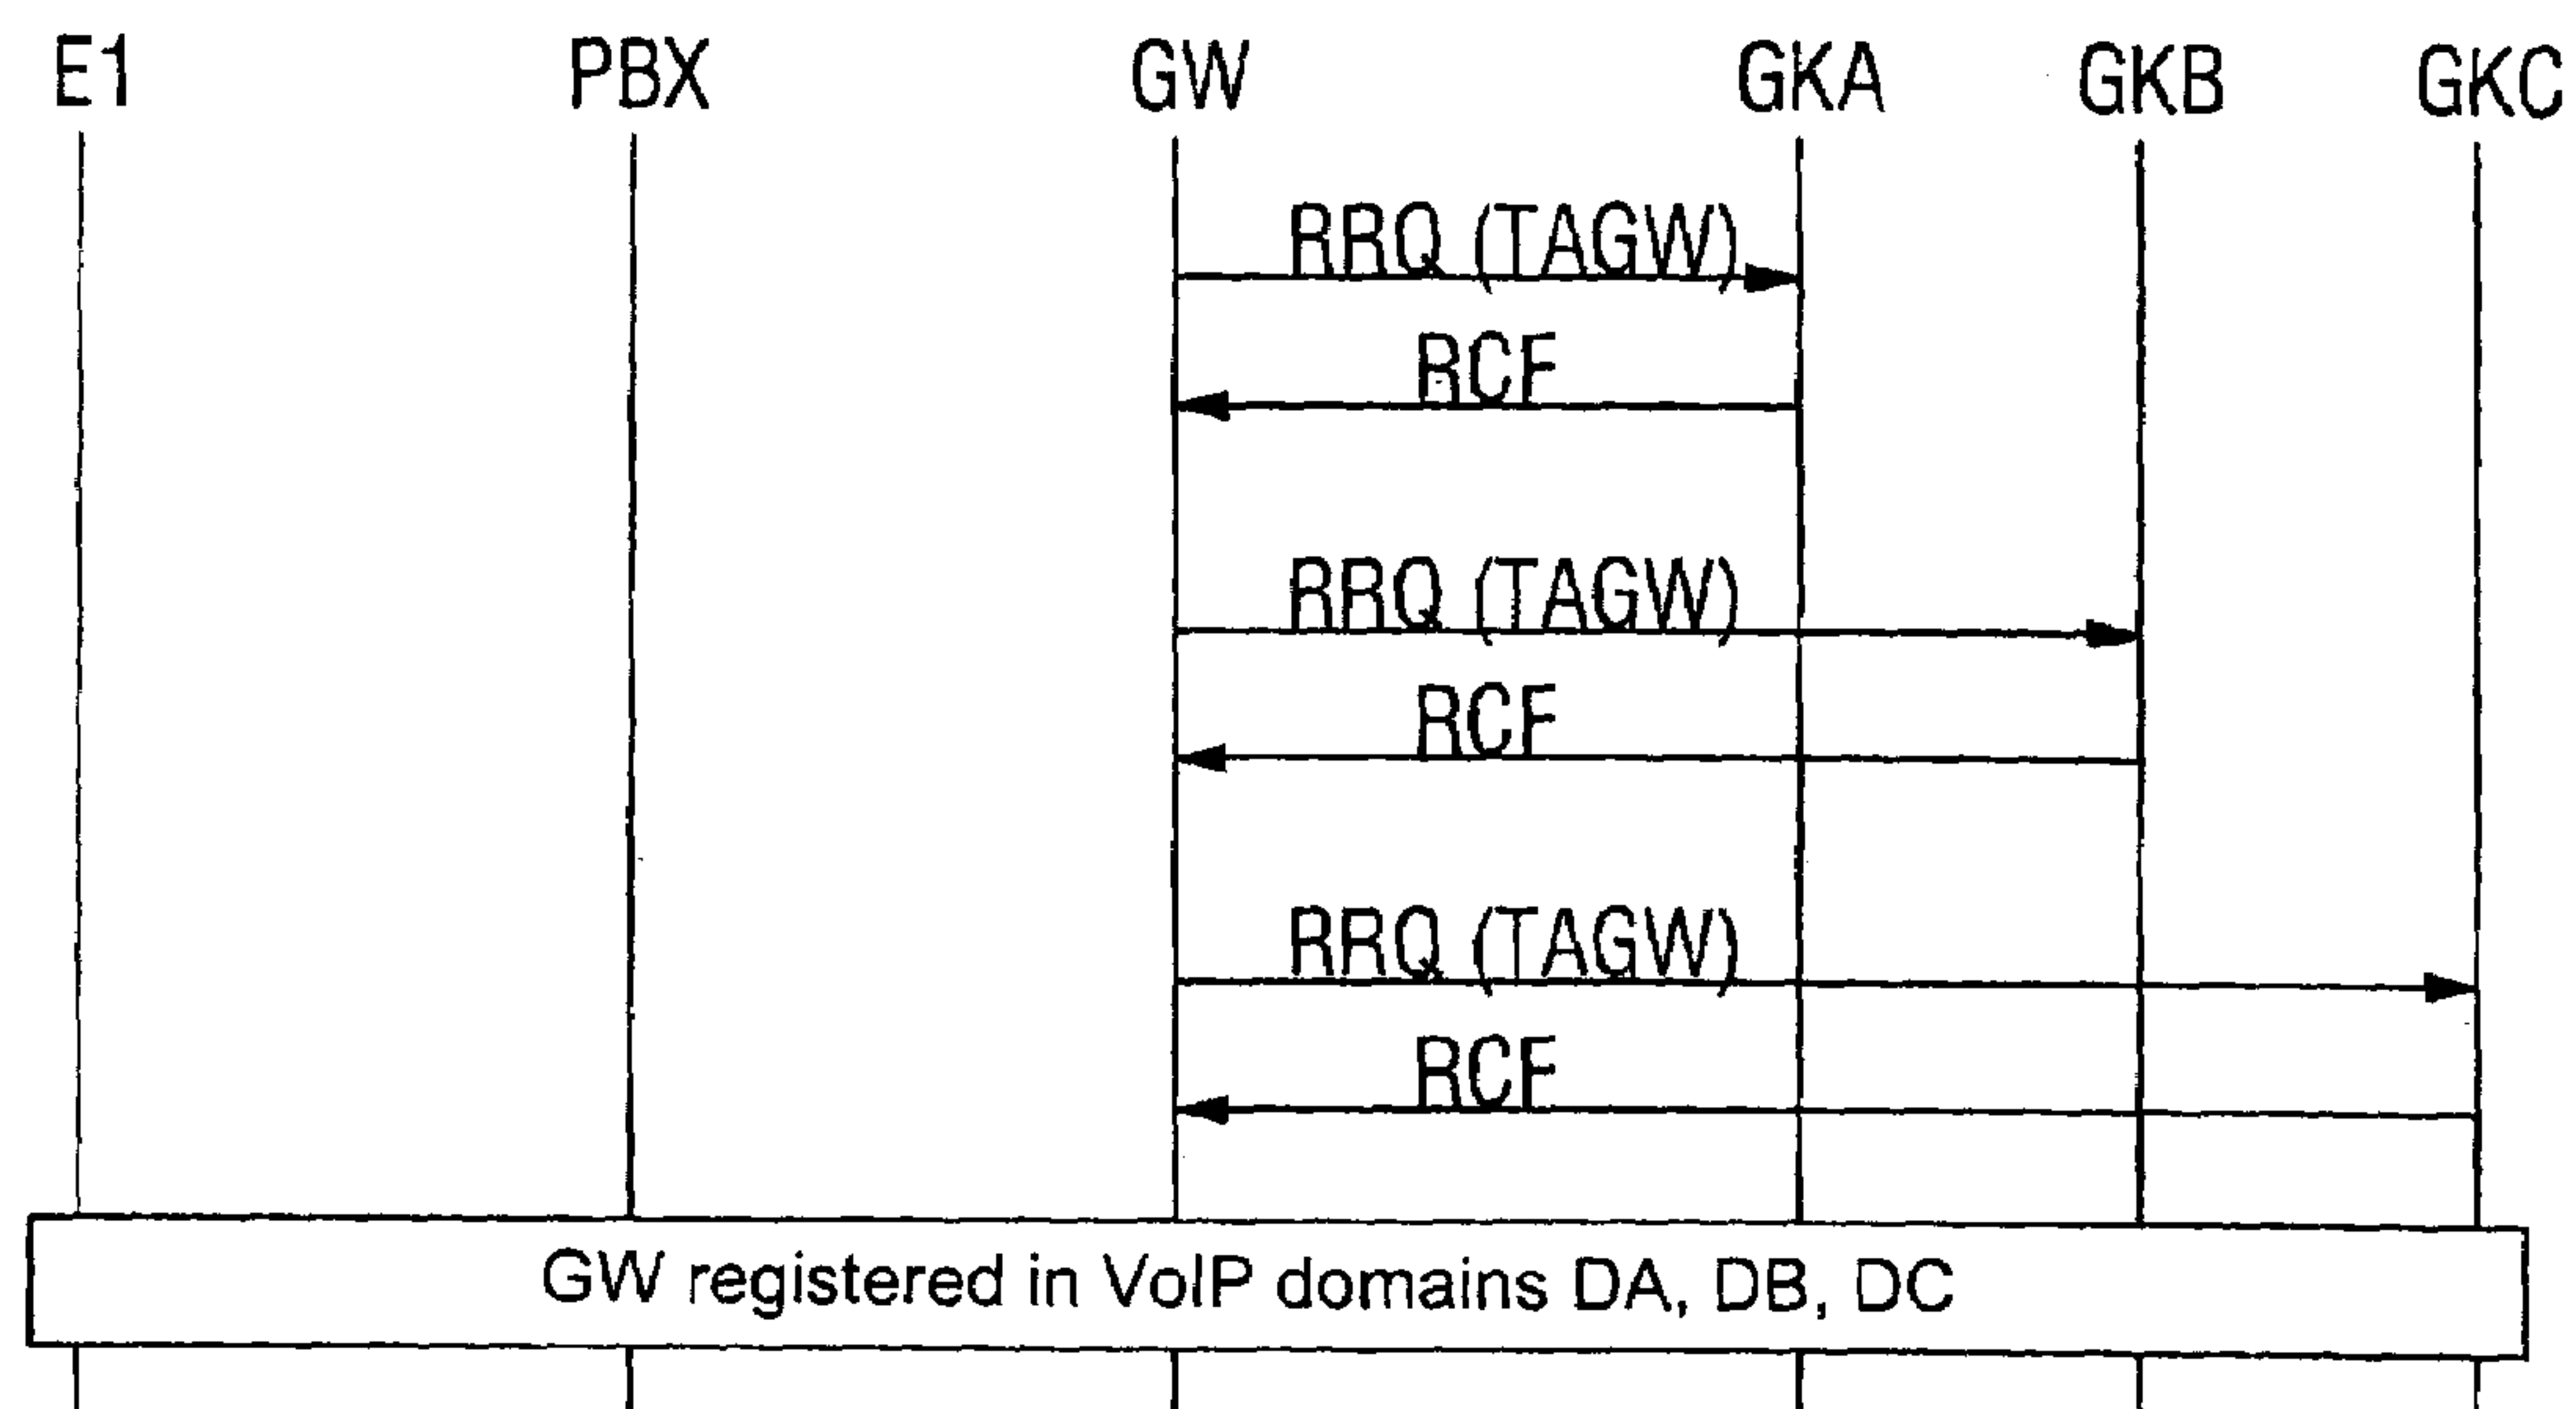 E1 PBX GW GKA GKB GKC
RRQ (TAGW)
RCF
RRQ (TAGW)
RCF
RRQ (TAGW)
RCF
GW registered in VoIP domains DA, DB, DC